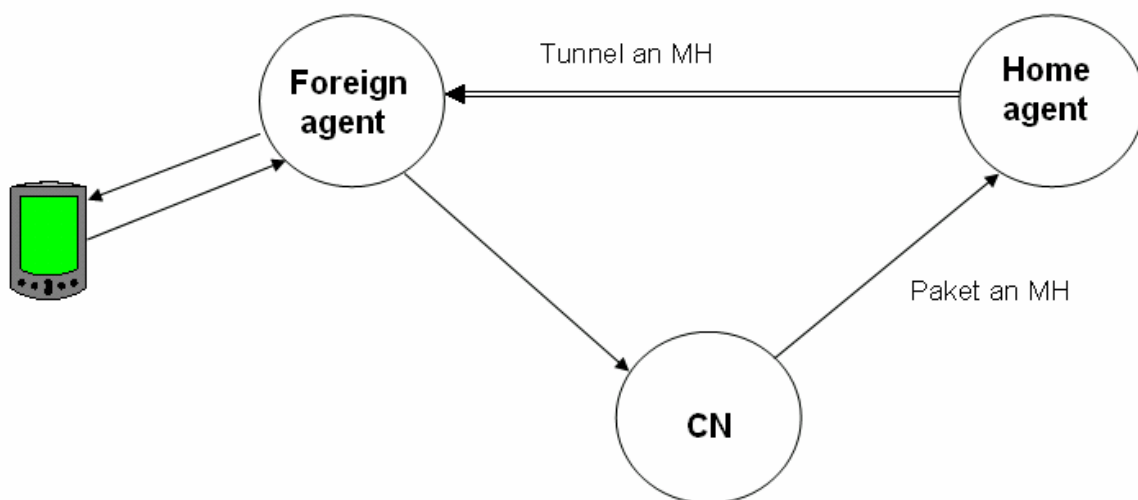 Tunnel an MH
Foreign
agent
Home
agent
Paket an MH
CN